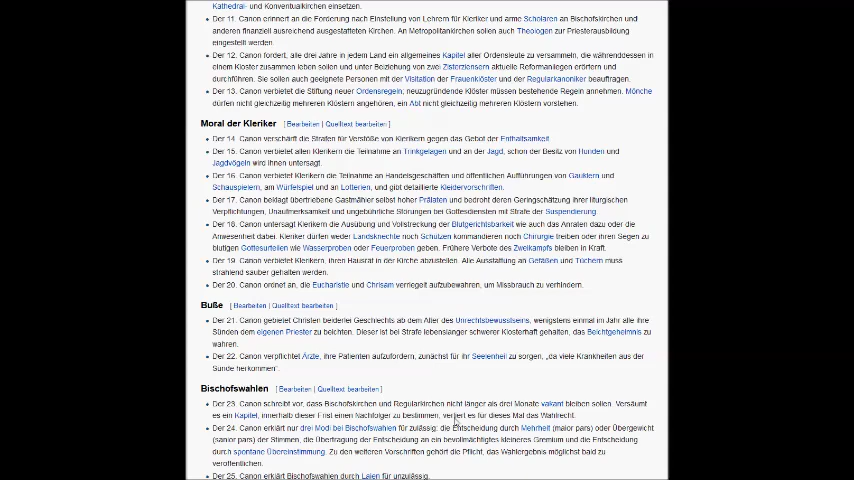 Kathedral- und Konventualkirchen einsetzen.
Der 11. Canon erinnert an die Forderung nach Einstellung von Lehrern für Kleriker und arme Scholaren an Bischofskirchen und
anderen finanziell ausreichend ausgestatteten Kirchen. An Metropolitankirchen sollen auch Theologen zur Priesterausbildung
eingestellt werden.
Der 12. Canon fordert, alle drei Jahre in jedem Land ein allgemeines Kapitel aller Ordensleute zu versammeln, die währenddessen in
einem Kloster zusammen leben sollen und unter Beiziehung von zwei Zisterziensern aktuelle Reformanliegen erörtern und
durchführen. Sie sollen auch geeignete Personen mit der Visitation der Frauenklöster und der Regularkanoniker beauftragen.
Der 13. Canon verbietet die Stiftung neuer Ordensregeln; neuzugründende Klöster müssen bestehende Regeln annehmen. Mönche
dürfen nicht gleichzeitig mehreren Klöstern angehören, ein Abt nicht gleichzeitig mehreren Klöstern vorstehen.
Moral der Kleriker [ Bearbeiten | Quelltext bearbeiten ]
Der 14. Canon verschärft die Strafen für Verstöße von Klerikern gegen das Gebot der Enthaltsamkeit.
Der 15. Canon verbietet allen Klerikern die Teilnahme an Trinkgelagen und an der Jagd, schon der Besitz von Hunden und
Jagdvögeln wird ihnen untersagt.
Der 16. Canon verbietet Klerikern die Teilnahme an Handelsgeschäften und öffentlichen Aufführungen von Gauklern und
Schauspielern, am Würfelspiel und an Lotterien, und gibt detaillierte Kleidervorschriften.
Der 17. Canon beklagt übertriebene Gastmähler selbst hoher Prälaten und bedroht deren Geringschätzung ihrer liturgischen
Verpflichtungen, Unaufmerksamkeit und ungebührliche Störungen bei Gottesdiensten mit Strafe der Suspendierung.
Der 18. Canon untersagt Klerikern die Ausübung und Vollstreckung der Blutgerichtsbarkeit wie auch das Anraten dazu oder die
Anwesenheit dabei. Kleriker dürfen weder Landsknechte noch Schützen kommandieren noch Chirurgie treiben oder ihren Segen zu
blutigen Gottesurteilen wie Wasserproben oder Feuerproben geben. Frühere Verbote des Zweikampfs bleiben in Kraft.
Der 19. Canon verbietet Klerikern, ihren Hausrat in der Kirche abzustellen. Alle Ausstattung an Gefäßen und Tüchern muss
strahlend sauber gehalten werden.
Der 20. Canon ordnet an, die Eucharistie und Chrisam verriegelt aufzubewahren, um Missbrauch zu verhindern.
Buße [ Bearbeiten | Quelltext bearbeiten ]
Der 21. Canon gebietet Christen beiderlei Geschlechts ab dem Alter des Unrechtsbewusstseins, wenigstens einmal im Jahr alle ihre
Sünden dem eigenen Priester zu beichten. Dieser ist bei Strafe lebenslanger schwerer Klosterhaft gehalten, das Beichtgeheimnis zu
wahren.
Der 22. Canon verpflichtet Ärzte, ihre Patienten aufzufordern, zunächst für ihr Seelenheil zu sorgen, „da viele Krankheiten aus der
Sünde herkommen“.
Bischofswahlen [ Bearbeiten | Quelltext bearbeiten ]
Der 23. Canon schreibt vor, dass Bischofskirchen und Regularkirchen nicht länger als drei Monate vakant bleiben sollen. Versäumt
es ein Kapitel, innerhalb dieser Frist einen Nachfolger zu bestimmen, verliert es für dieses Mal das Wahlrecht.
Der 24. Canon erklärt nur drei Modi bei Bischofswahlen für zulässig: die Entscheidung durch Mehrheit (maior pars) oder Übergewicht
(sanior pars) der Stimmen, die Übertragung der Entscheidung an ein bevollmächtigtes kleineres Gremium und die Entscheidung
durch spontane Übereinstimmung. Zu den weiteren Vorschriften gehört die Pflicht, das Wahlergebnis möglichst bald zu
veröffentlichen.
Der 25. Canon erklärt Bischofswahlen durch Laien für unzulässig.